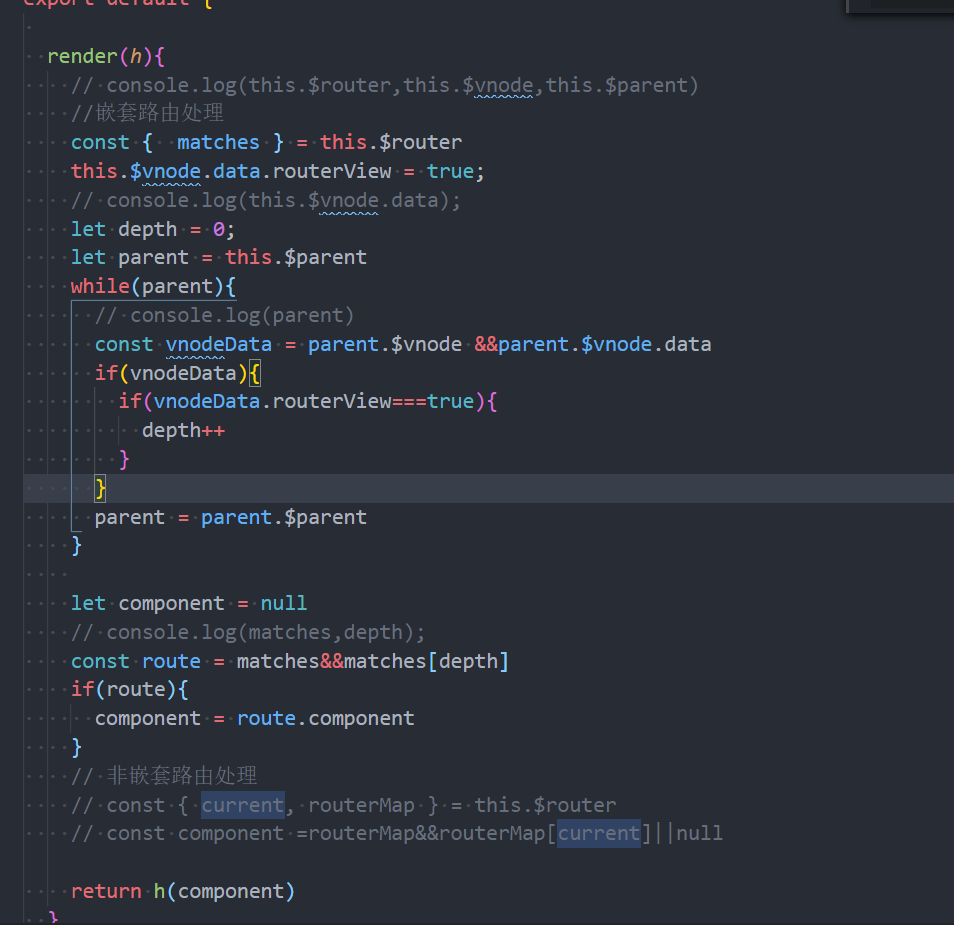 export default {
render(h){
// console.log(this.$router,this.$vnode,this.$parent)
//嵌套路由处理
const {  matches } = this.$router
this.$vnode.data.routerView = true;
// console.log(this.$vnode.data);
let depth = 0;
let parent = this.$parent
while(parent){
// console.log(parent)
const vnodeData = parent.$vnode &&parent.$vnode.data
if(vnodeData){
if(vnodeData.routerView===true){
depth++
}
}
parent = parent.$parent
}
let component = null
// console.log(matches,depth);
const route = matches&&matches[depth]
if(route){
component = route.component
}
// 非嵌套路由处理
// const { current, routerMap } = this.$router
// const component =routerMap&&routerMap[current]||null
return h(component)
}